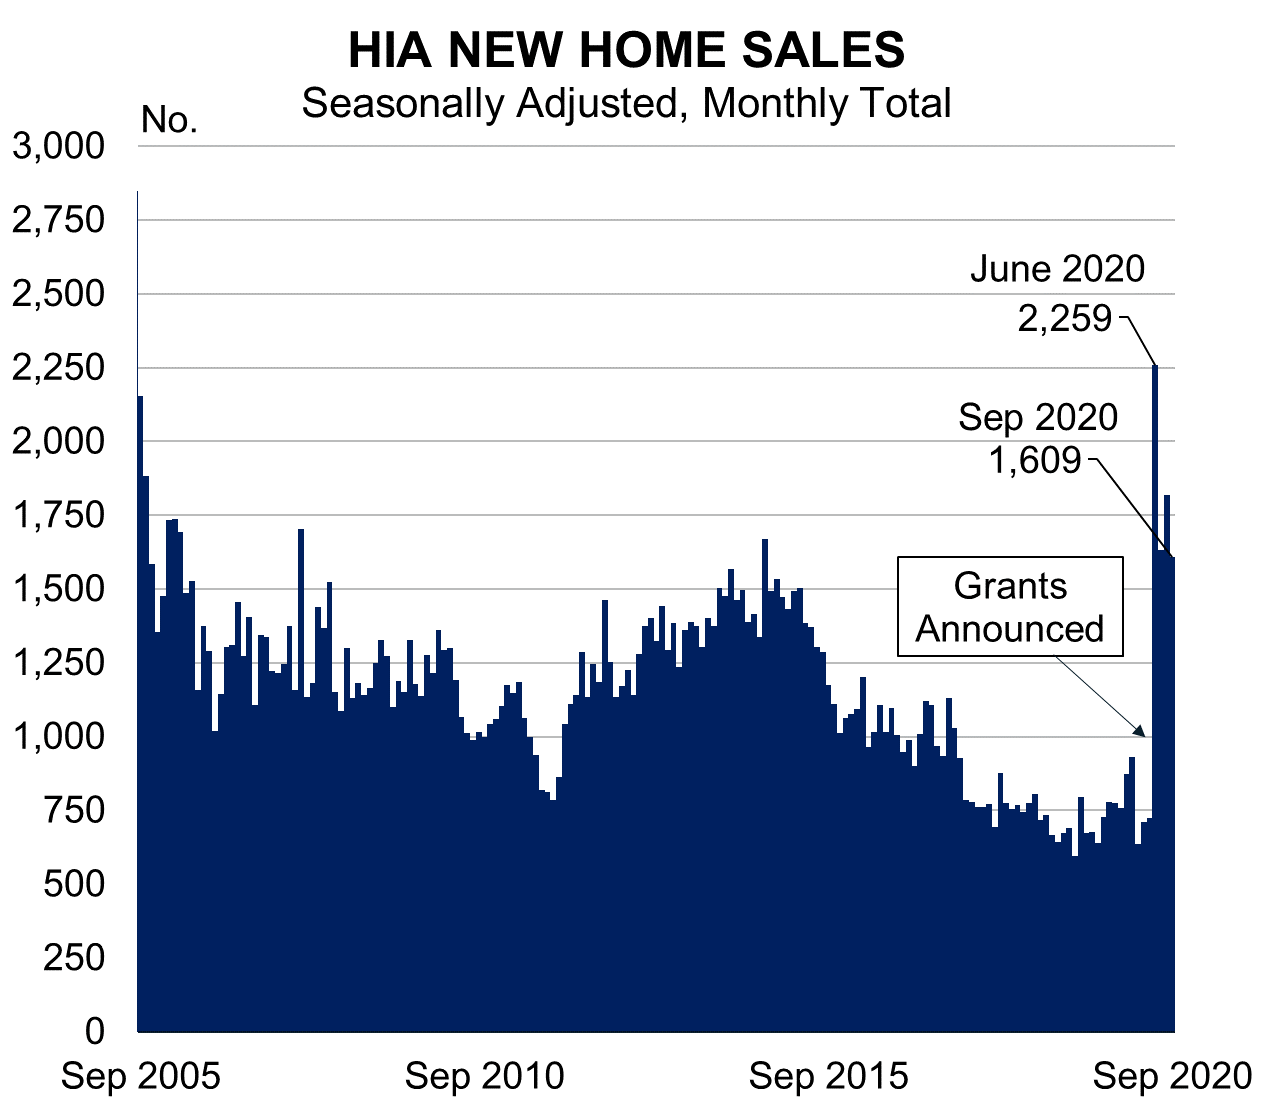 HIA NEW HOME SALES
Seasonally Adjusted, Monthly Total
No.
3,000
2,750
2,500
2,250
2,000
1,750
1,500
1,250
1,000
750
500
250
0
June 2020
2,259
Sep 2020
1,609
Grants
Announced
Sep 2005
Sep 2010
Sep 2015
Sep 2020